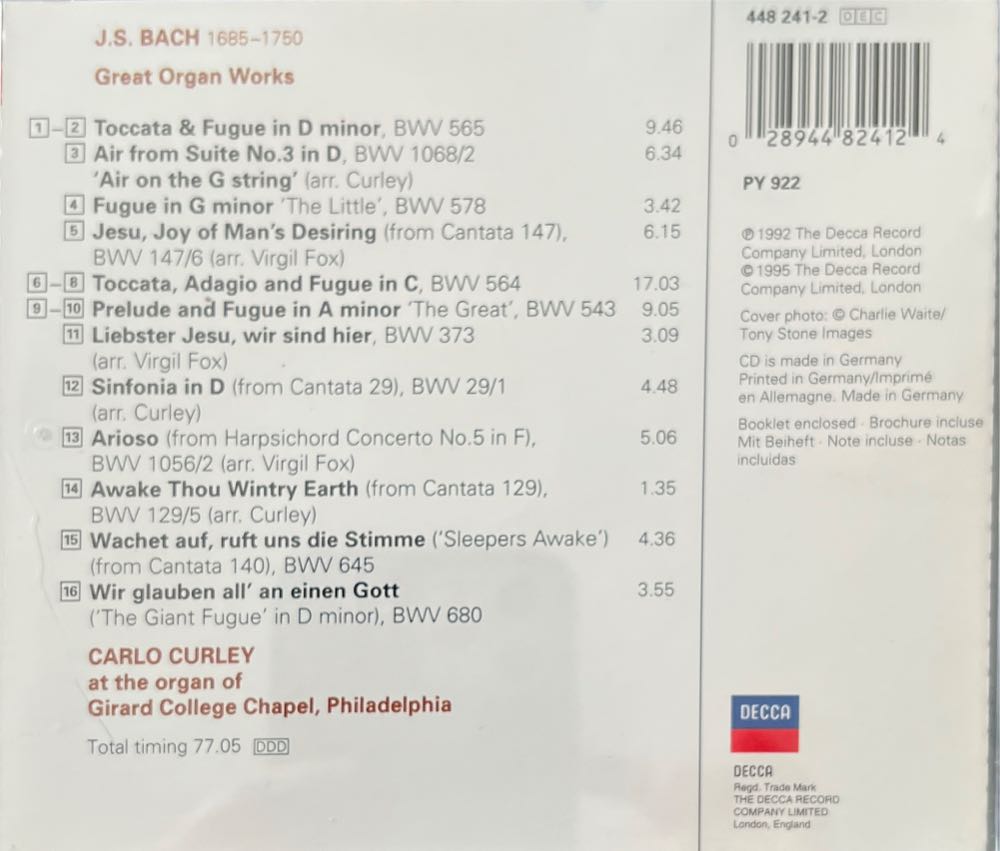 J.S. BACH 1685–1750
Great Organ Works
1 – 2 Toccata & Fugue in D minor, BWV 565 9.46
3 Air from Suite No.3 in D, BWV 1068/2 6.34
‘Air on the G string’ (arr. Curley)
4 Fugue in G minor ‘The Little’, BWV 578 3.42
5 Jesu, Joy of Man’s Desiring (from Cantata 147), 6.15
BWV 147/6 (arr. Virgil Fox)
6 – 8 Toccata, Adagio and Fugue in C, BWV 564 17.03
9 – 10 Prelude and Fugue in A minor ‘The Great’, BWV 543 9.05
11 Liebster Jesu, wir sind hier, BWV 373 3.09
(arr. Virgil Fox)
12 Sinfonia in D (from Cantata 29), BWV 29/1 4.48
(arr. Curley)
13 Arioso (from Harpsichord Concerto No.5 in F), 5.06
BWV 1056/2 (arr. Virgil Fox)
14 Awake Thou Wintry Earth (from Cantata 129), 1.35
BWV 129/5 (arr. Curley)
15 Wachet auf, ruft uns die Stimme (‘Sleepers Awake’) 4.36
(from Cantata 140), BWV 645
16 Wir glauben all’ an einen Gott 3.55
(‘The Giant Fugue’ in D minor), BWV 680
CARLO CURLEY
at the organ of
Girard College Chapel, Philadelphia
Total timing 77.05 DDD
448 241-2 OEC
0 28944 82412 4
PY 922
℗ 1992 The Decca Record
Company Limited, London
© 1995 The Decca Record
Company Limited, London
Cover photo: © Charlie Waite/
Tony Stone Images
CD is made in Germany
Printed in Germany/Imprimé
en Allemagne. Made in Germany
Booklet enclosed · Brochure incluse
Mit Beiheft · Note incluse · Notas
incluidas
DECCA
DECCA
Regd. Trade Mark
THE DECCA RECORD
COMPANY LIMITED
London, England